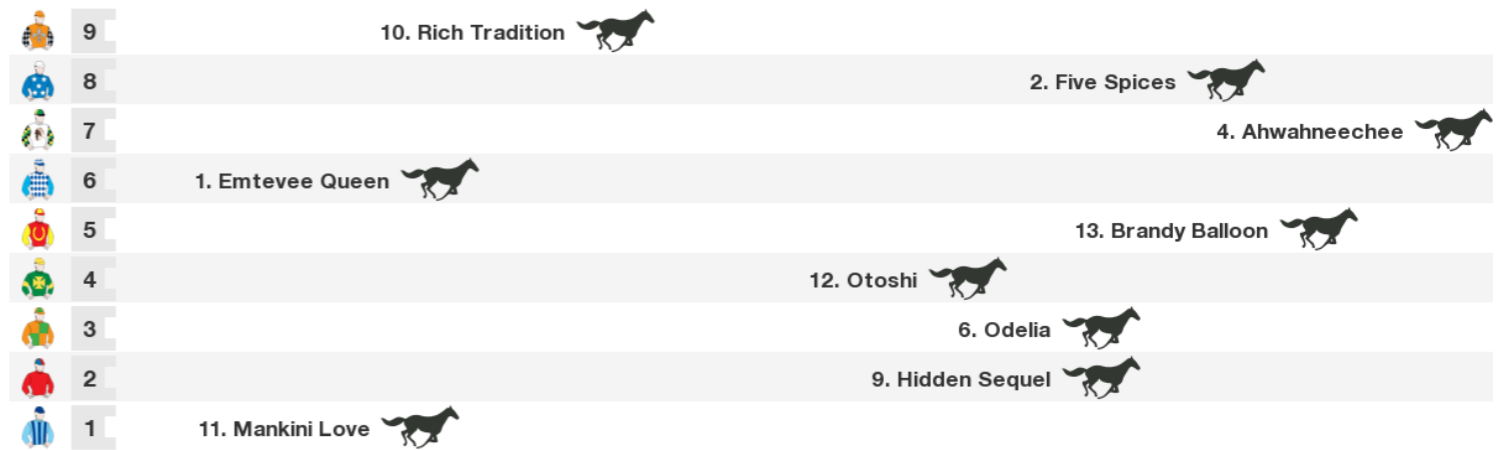 9 10. Rich Tradition
8 2. Five Spices
7 4. Ahwahneechee
6 1. Emtevee Queen
5 13. Brandy Balloon
4 12. Otoshi
3 6. Odelia
2 9. Hidden Sequel
1 11. Mankini Love